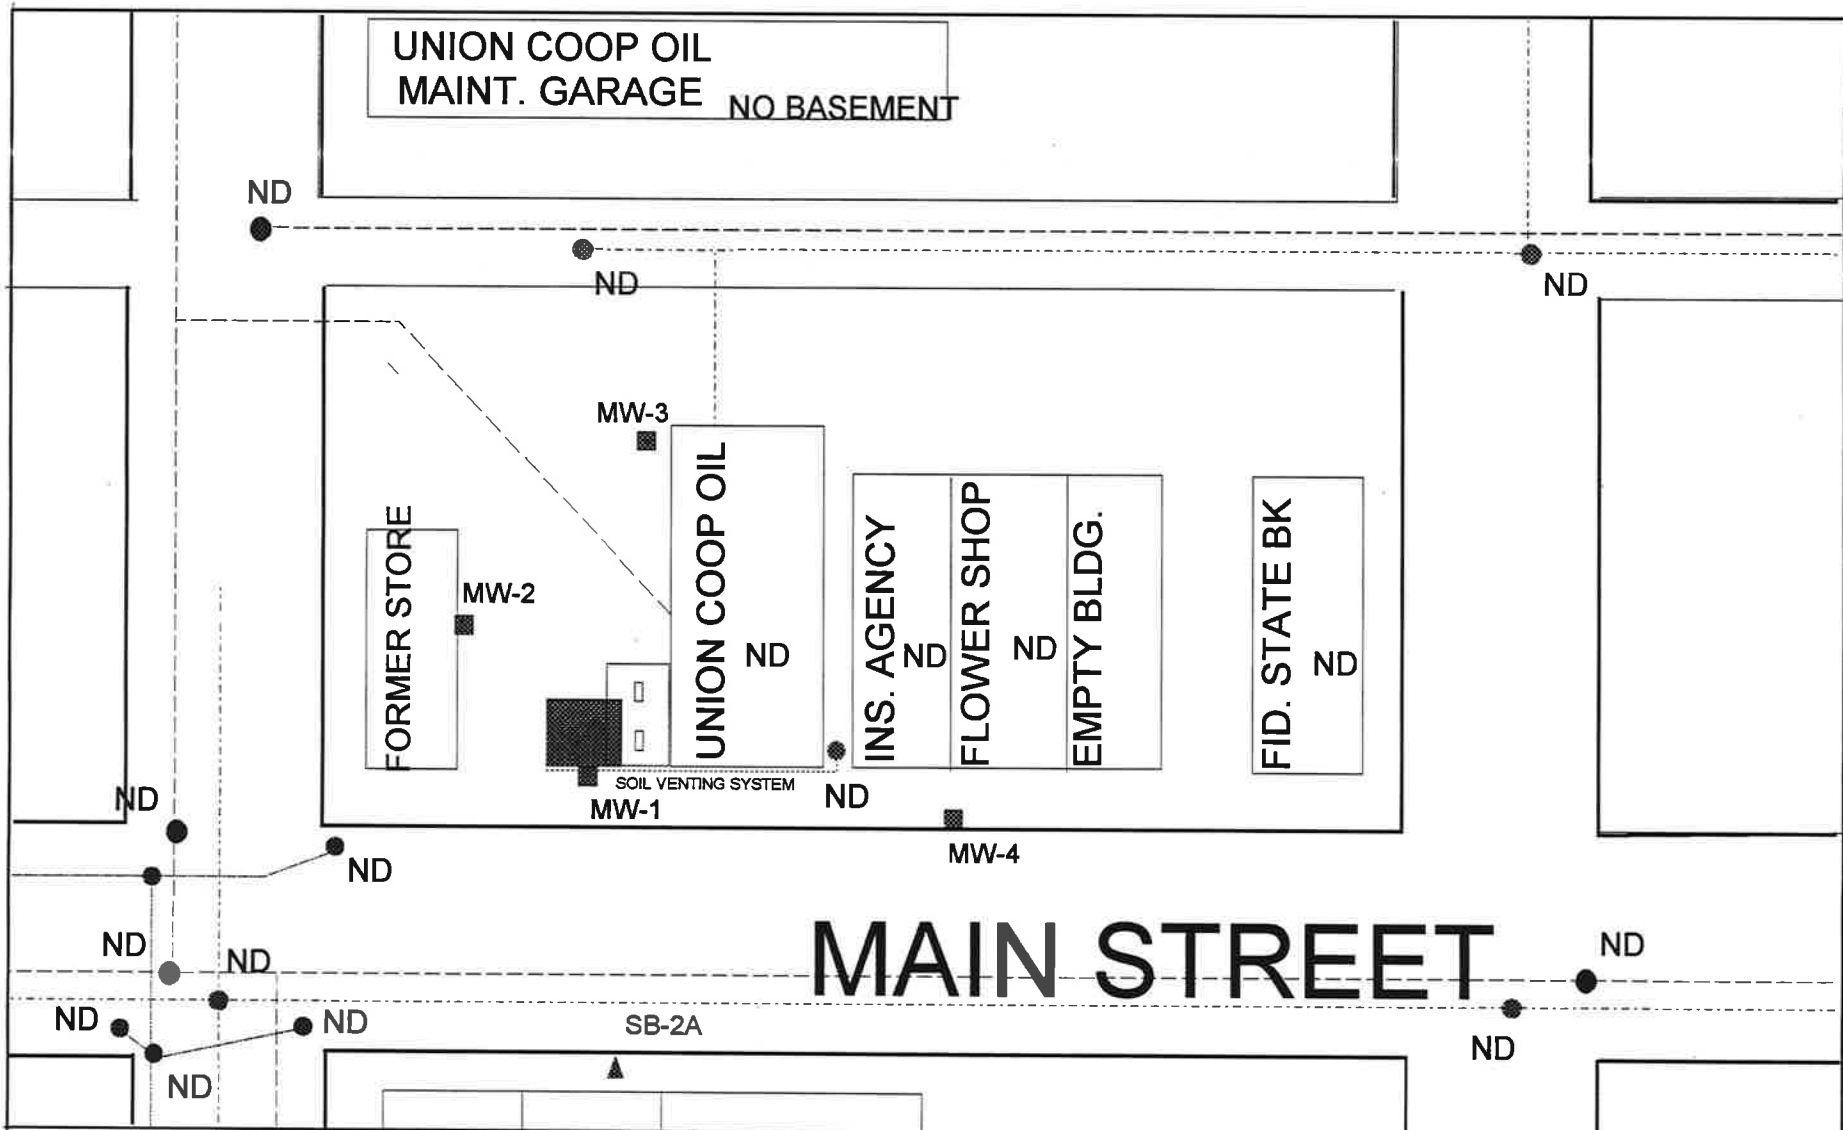 UNION COOP OIL
MAINT. GARAGE
NO BASEMENT
ND
ND
ND
MW-3
FORMER STORE
MW-2
UNION COOP OIL
ND
INS. AGENCY
ND
FLOWER SHOP
ND
EMPTY BLDG.
FID. STATE BK
ND
SOIL VENTING SYSTEM
MW-1
ND
ND
MW-4
ND
MAIN STREET
ND
ND
ND
ND
ND
SB-2A
ND
ND